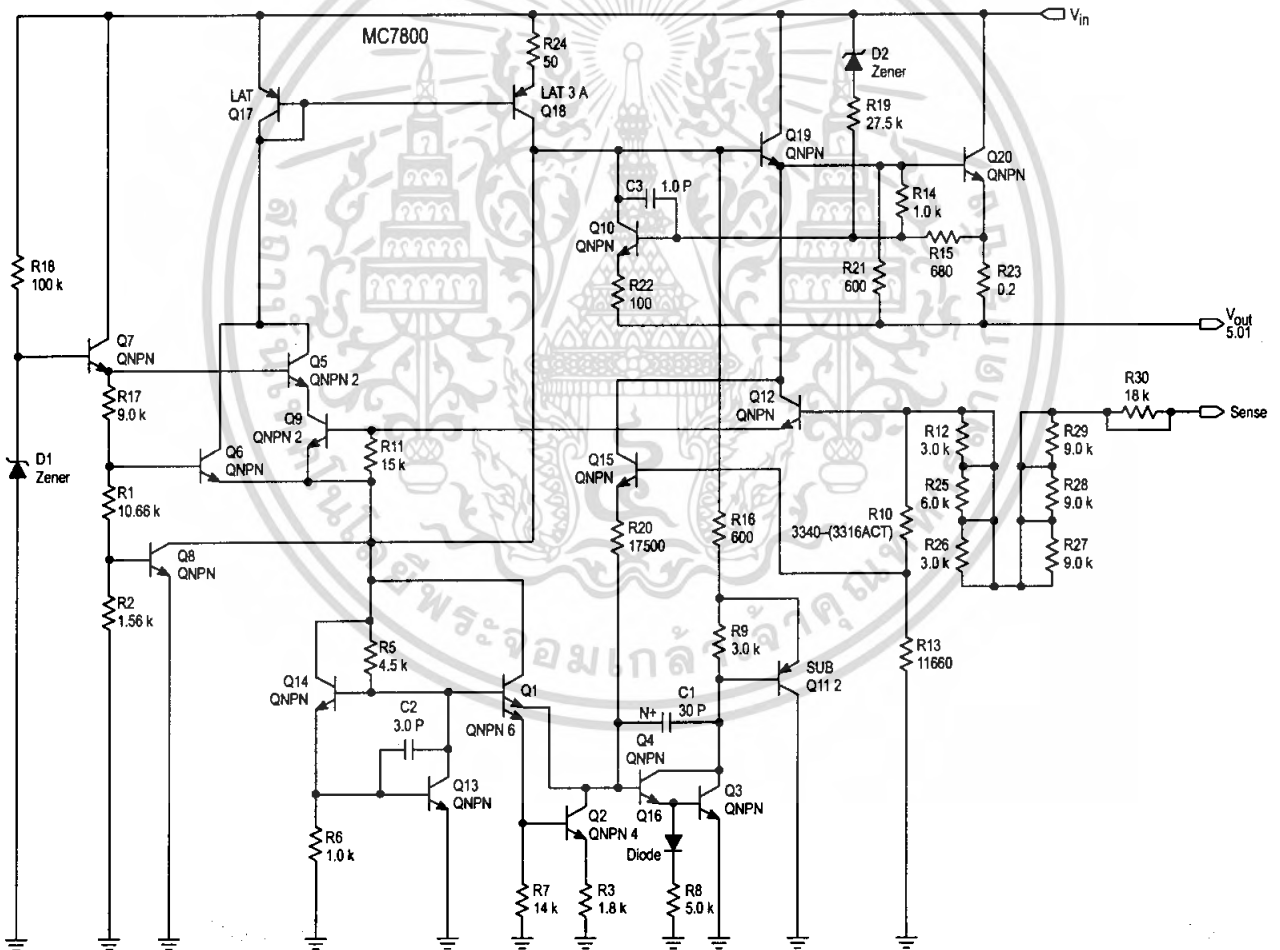 MC7800
Vin
R24
50
D2
Zener
LAT
Q17
LAT 3 A
Q18
R19
27.5 k
Q19
QNPN
Q20
QNPN
C3
1.0 P
R14
1.0 k
Q10
QNPN
R18
100 k
R15
680
R21
600
R23
0.2
R22
100
Vout
5.01
Q7
QNPN
Q5
QNPN 2
R30
18 k
Sense
R17
9.0 k
Q12
QNPN
Q9
QNPN 2
R12
3.0 k
R29
9.0 k
D1
Zener
Q6
QNPN
R11
15 k
Q15
QNPN
R25
6.0 k
R28
9.0 k
R1
10.66 k
R20
17500
R16
600
R10
3340–(3316ACT)
R26
3.0 k
R27
9.0 k
Q8
QNPN
R2
1.56 k
R5
4.5 k
R9
3.0 k
R13
11660
Q14
QNPN
Q1
QNPN 6
SUB
Q11 2
C2
3.0 P
N+
C1
30 P
Q4
QNPN
Q13
QNPN
Q3
QNPN
Q2
QNPN 4
Q16
R6
1.0 k
Diode
R7
14 k
R3
1.8 k
R8
5.0 k